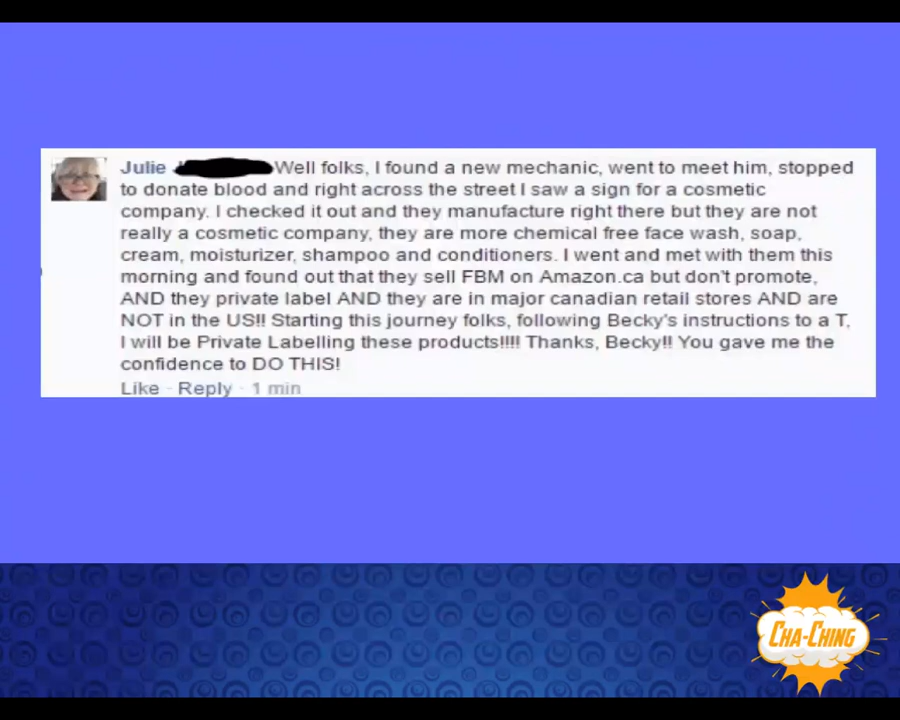 Julie Well folks, I found a new mechanic, went to meet him, stopped
to donate blood and right across the street I saw a sign for a cosmetic
company. I checked it out and they manufacture right there but they are not
really a cosmetic company, they are more chemical free face wash, soap,
cream, moisturizer, shampoo and conditioners. I went and met with them this
morning and found out that they sell FBM on Amazon.ca but don't promote,
AND they private label AND they are in major canadian retail stores AND are
NOT in the US!! Starting this journey folks, following Becky's instructions to a T,
I will be Private Labelling these products!!!! Thanks, Becky!! You gave me the
confidence to DO THIS!
Like · Reply · 1 min
CHA-CHING